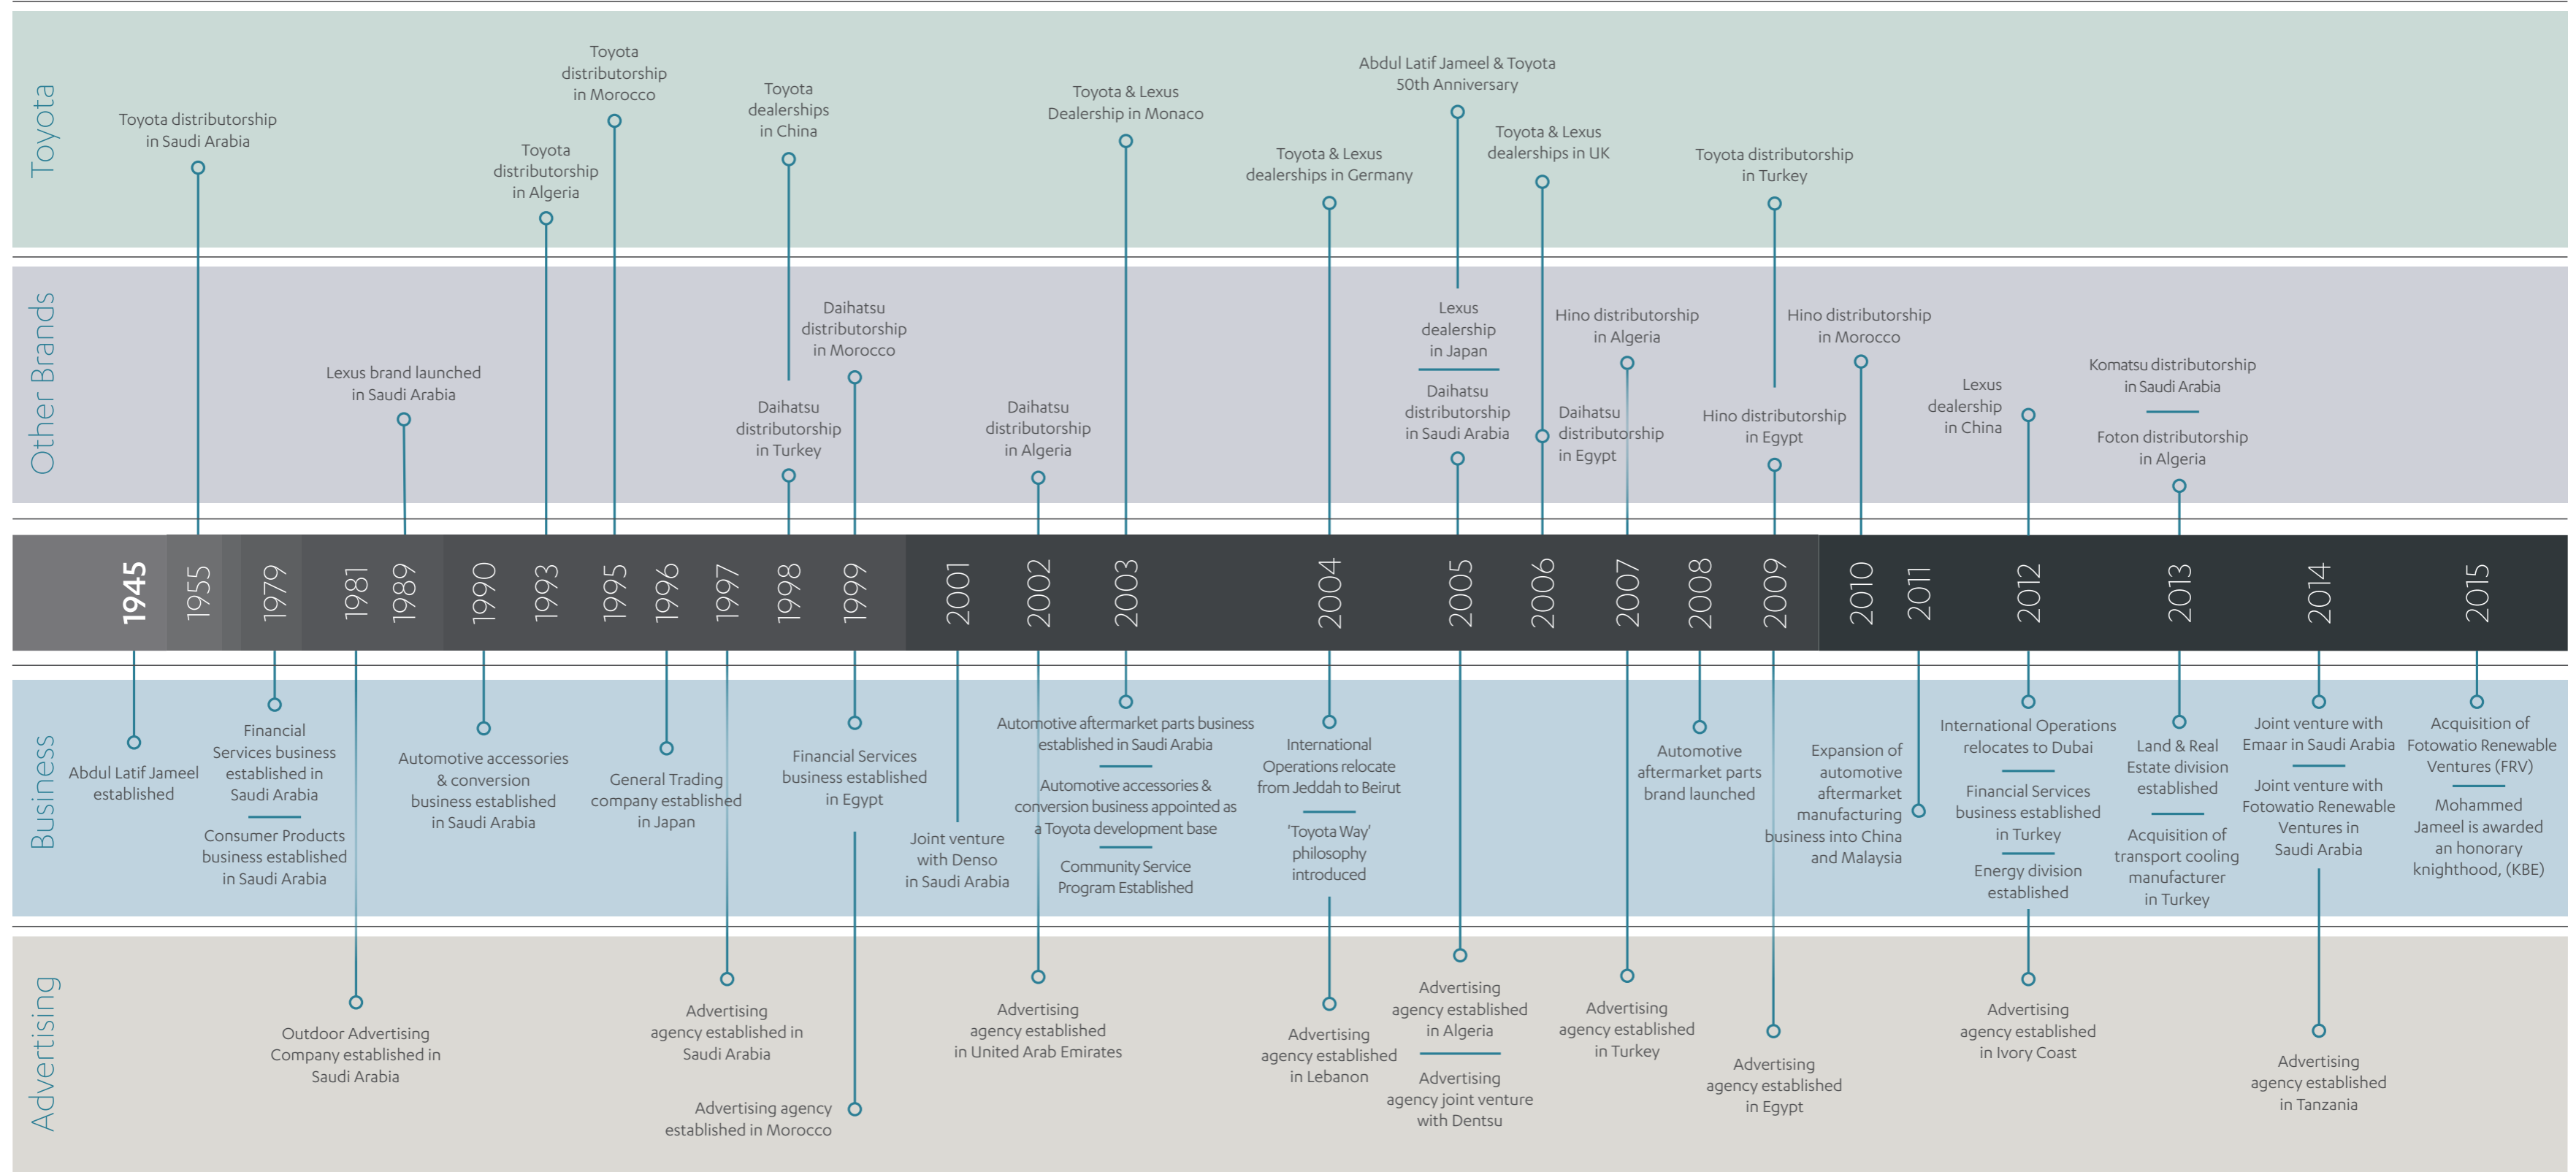 Toyota
Toyota distributorship
in Saudi Arabia
Toyota
distributorship
in Algeria
Toyota
distributorship
in Morocco
Toyota
dealerships
in China
Toyota & Lexus
Dealership in Monaco
Toyota & Lexus
dealerships in Germany
Abdul Latif Jameel & Toyota
50th Anniversary
Toyota & Lexus
dealerships in UK
Toyota distributorship
in Turkey
Other Brands
Lexus brand launched
in Saudi Arabia
Daihatsu
distributorship
in Turkey
Daihatsu
distributorship
in Morocco
Daihatsu
distributorship
in Algeria
Lexus
dealership
in Japan
Daihatsu
distributorship
in Saudi Arabia
Daihatsu
distributorship
in Egypt
Hino distributorship
in Algeria
Hino distributorship
in Egypt
Hino distributorship
in Morocco
Lexus
dealership
in China
Komatsu distributorship
in Saudi Arabia
Foton distributorship
in Algeria
1945
1955
1979
1981
1989
1990
1993
1995
1996
1997
1998
1999
2001
2002
2003
2004
2005
2006
2007
2008
2009
2010
2011
2012
2013
2014
2015
Business
Abdul Latif Jameel
established
Financial
Services business
established in
Saudi Arabia
Consumer Products
business established
in Saudi Arabia
Automotive accessories
& conversion
business established
in Saudi Arabia
General Trading
company established
in Japan
Financial Services
business established
in Egypt
Joint venture
with Denso
in Saudi Arabia
Automotive aftermarket parts business
established in Saudi Arabia
Automotive accessories &
conversion business appointed as
a Toyota development base
Community Service
Program Established
International
Operations relocate
from Jeddah to Beirut
'Toyota Way'
philosophy
introduced
Automotive
aftermarket parts
brand launched
Expansion of
automotive
aftermarket
manufacturing
business into China
and Malaysia
International Operations
relocates to Dubai
Financial Services
business established
in Turkey
Energy division
established
Land & Real
Estate division
established
Acquisition of
transport cooling
manufacturer
in Turkey
Joint venture with
Emaar in Saudi Arabia
Joint venture with
Fotowatio Renewable
Ventures in
Saudi Arabia
Acquisition of
Fotowatio Renewable
Ventures (FRV)
Mohammed
Jameel is awarded
an honorary
knighthood, (KBE)
Advertising
Outdoor Advertising
Company established in
Saudi Arabia
Advertising
agency established in
Saudi Arabia
Advertising agency
established in Morocco
Advertising
agency established
in United Arab Emirates
Advertising
agency established
in Lebanon
Advertising
agency established
in Algeria
Advertising
agency joint venture
with Dentsu
Advertising
agency established
in Turkey
Advertising
agency established
in Egypt
Advertising
agency established
in Ivory Coast
Advertising
agency established
in Tanzania